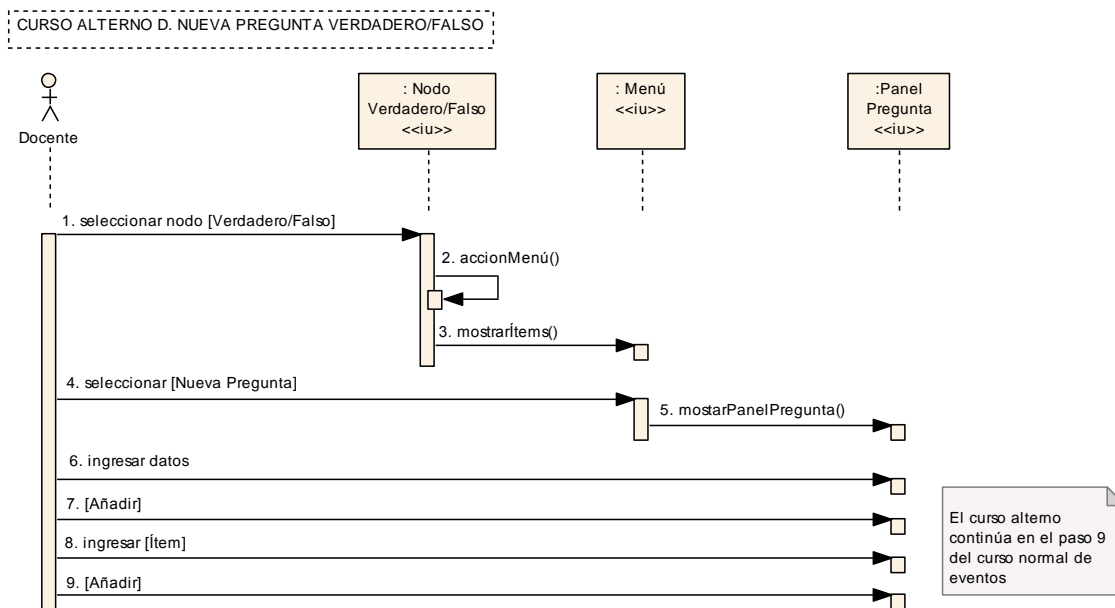 CURSO ALTERNO D. NUEVA PREGUNTA VERDADERO/FALSO
Docente
: Nodo
Verdadero/Falso
<<iu>>
: Menú
<<iu>>
:Panel
Pregunta
<<iu>>
1. seleccionar nodo [Verdadero/Falso]
2. accionMenú()
3. mostrarÍtems()
4. seleccionar [Nueva Pregunta]
5. mostarPanelPregunta()
6. ingresar datos
7. [Añadir]
8. ingresar [Ítem]
9. [Añadir]
El curso alterno
continúa en el paso 9
del curso normal de
eventos